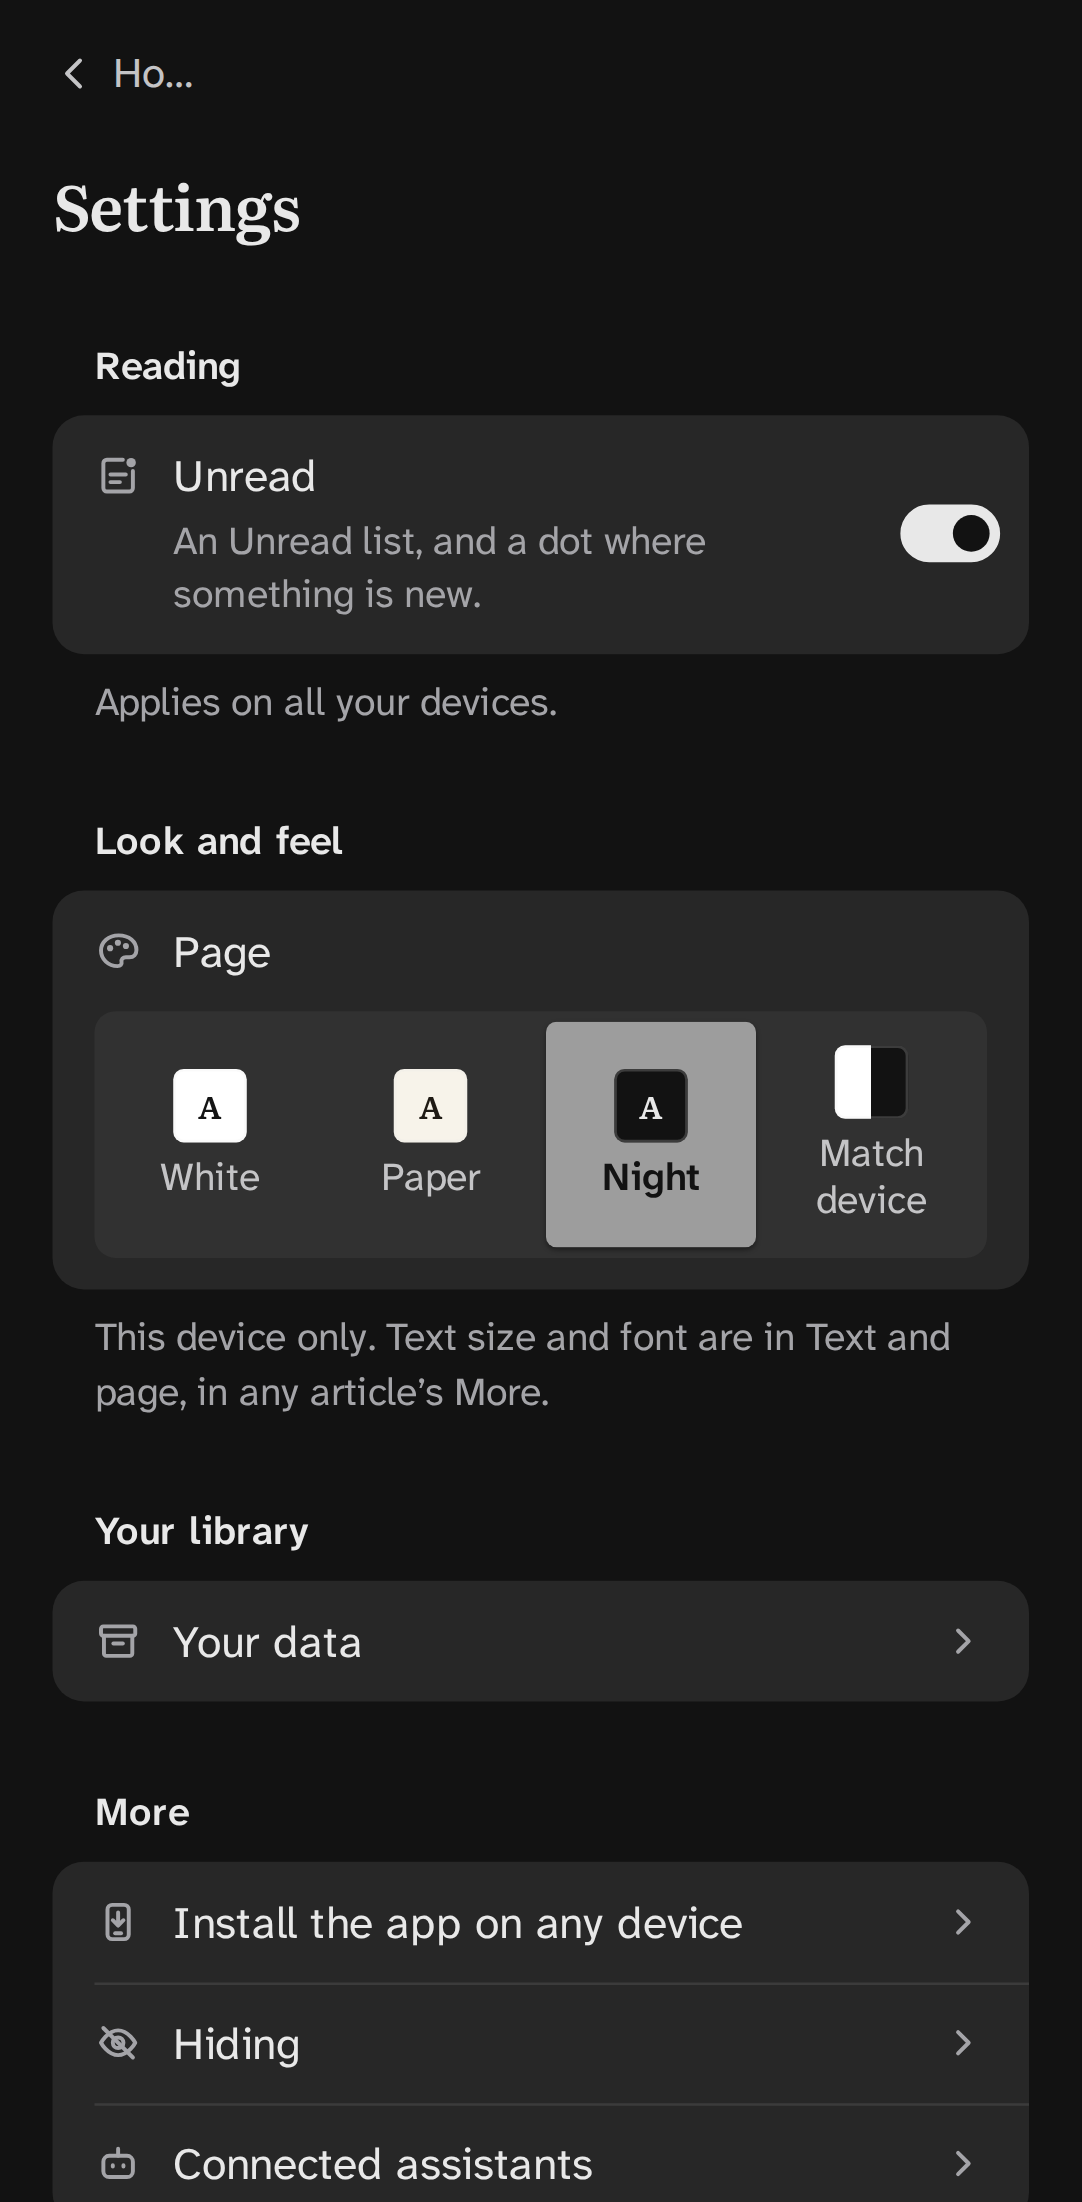 Ho...
Settings
Reading
Unread
An Unread list, and a dot where
something is new.
Applies on all your devices.
Look and feel
Page
A
White
A
Paper
A
Night
Match
device
This device only. Text size and font are in Text and
page, in any article’s More.
Your library
Your data
More
Install the app on any device
Hiding
Connected assistants